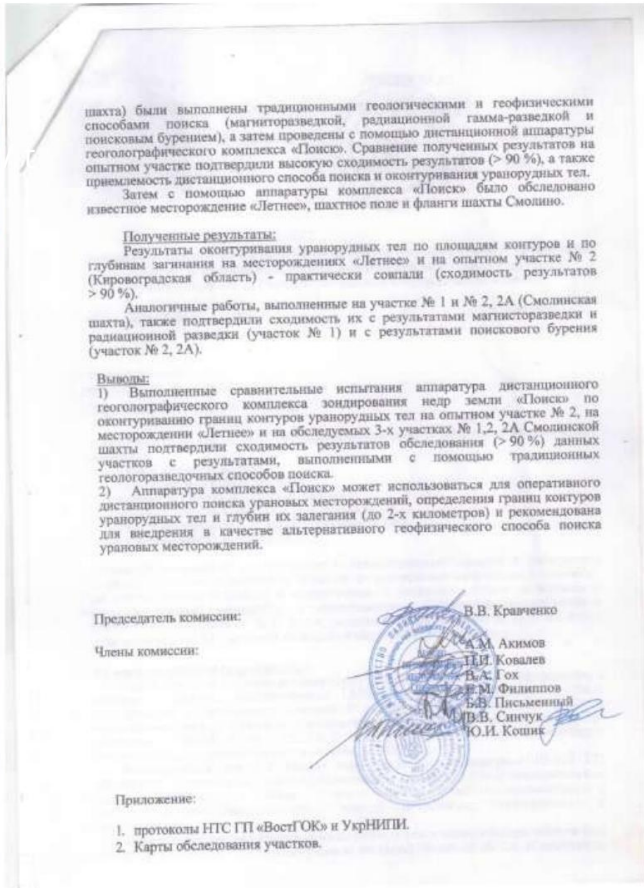 шахта) были выполнены традиционными геологическими и геофизическими
способами поиска (магниторазведкой, радиационной гамма-разведкой и
поисковым бурением), а затем проведены с помощью дистанционной аппаратуры
геоголографического комплекса «Поиск». Сравнение полученных результатов на
опытном участке подтвердили высокую сходимость результатов (> 90 %), а также
приемлемость дистанционного способа поиска и оконтуривания уранорудных тел.
Затем с помощью аппаратуры комплекса «Поиск» было обследовано
известное месторождение «Летнее», шахтное поле и фланги шахты Смолино.
Полученные результаты:
Результаты оконтуривания уранорудных тел по площадям контуров и по
глубинам загинания на месторождениях «Летнее» и на опытном участке № 2
(Кировоградская область) - практически совпали (сходимость результатов
> 90 %).
Аналогичные работы, выполненные на участке № 1 и № 2, 2А (Смолинская
шахта), также подтвердили сходимость их с результатами магнисторазведки и
радиационной разведки (участок № 1) и с результатами поискового бурения
(участок № 2, 2А).
Выводы:
1) Выполненные сравнительные испытания аппаратура дистанционного
геоголографического комплекса зондирования недр земли «Поиск» по
оконтуриванию границ контуров уранорудных тел на опытном участке № 2, на
месторождении «Летнее» и на обследуемых 3-х участках № 1,2, 2А Смолинской
шахты подтвердили сходимость результатов обследования (> 90 %) данных
участков с результатами, выполненными с помощью традиционных
геологоразведочных способов поиска.
2) Аппаратура комплекса «Поиск» может использоваться для оперативного
дистанционного поиска урановых месторождений, определения границ контуров
уранорудных тел и глубин их залегания (до 2-х километров) и рекомендована
для внедрения в качестве альтернативного геофизического способа поиска
урановых месторождений.
Председатель комиссии: В.В. Кравченко
Члены комиссии: А.М. Акимов
П.И. Ковалев
В.А. Гох
Е.М. Филиппов
Б.В. Письменный
В.В. Синчук
Ю.И. Кошик
Приложение:
1. протоколы НТС ГП «ВостГОК» и УкрНИПИ.
2. Карты обследования участков.